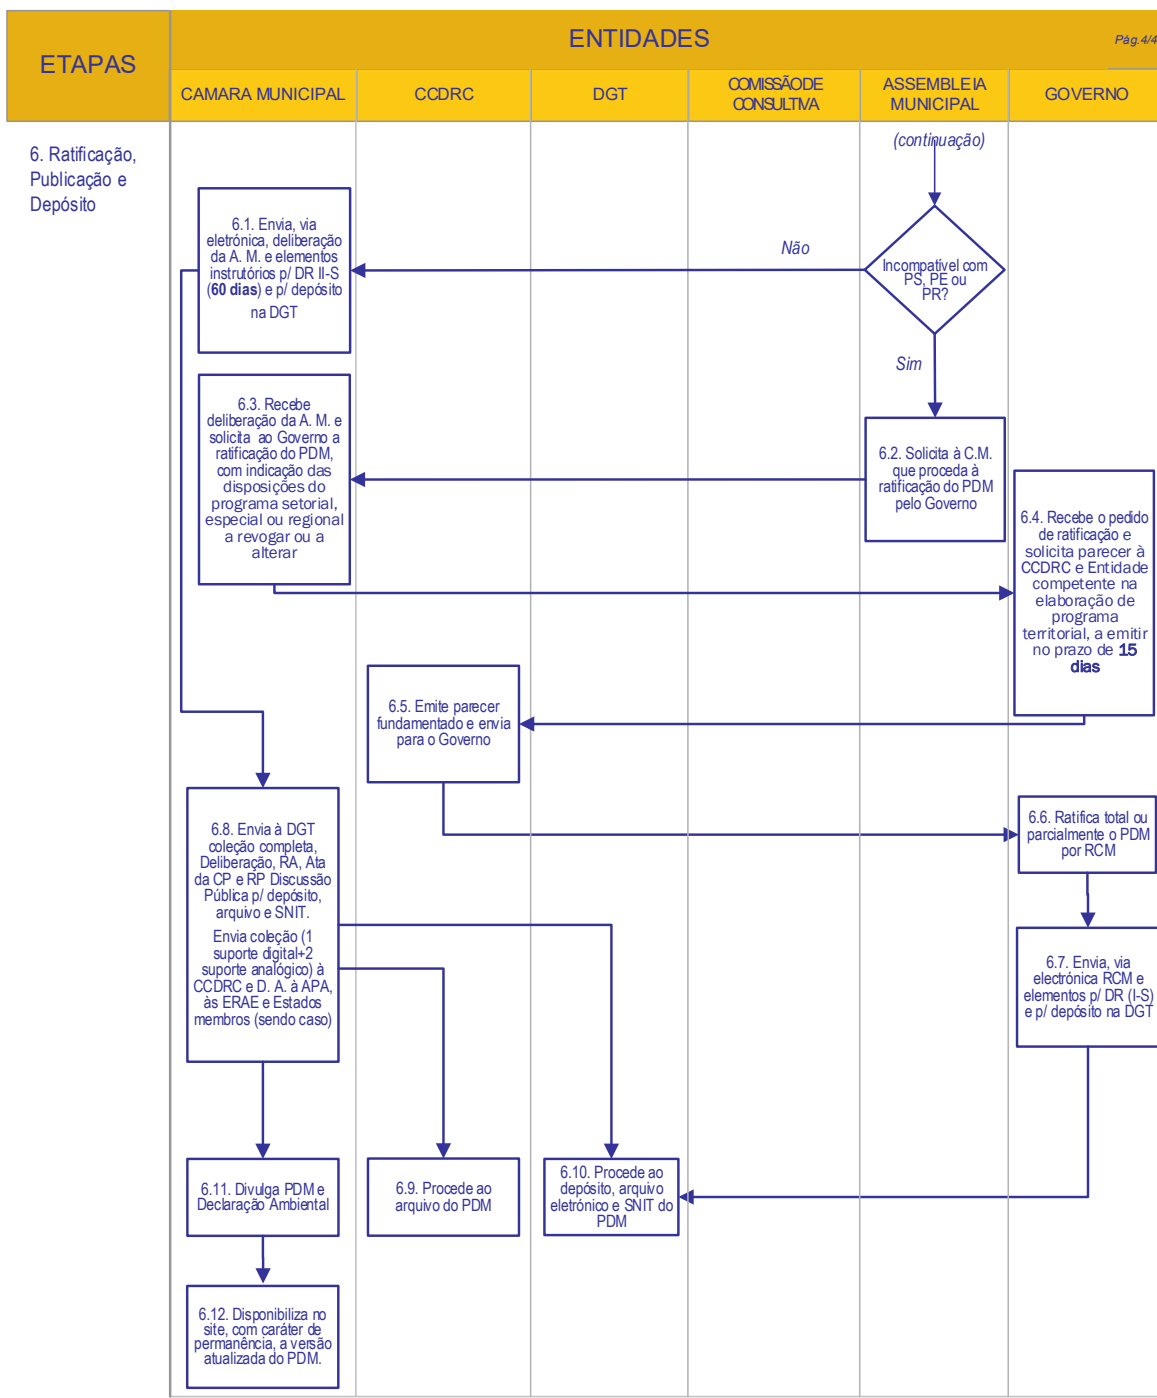 ENTIDADES
Pág.4/4
ETAPAS
CAMARA MUNICIPAL
CCDRC
DGT
COMISSÃO DE
CONSULTIVA
ASSEMBLEIA
MUNICIPAL
GOVERNO
6. Ratificação,
Publicação e
Depósito
(continuação)
Incompatível com
PS, PE ou
PR?
Não
Sim
6.1. Envia, via
eletrónica, deliberação
da A. M. e elementos
instrutórios p/ DR II-S
(60 dias) e p/ depósito
na DGT
6.2. Solicita à C.M.
que proceda à
ratificação do PDM
pelo Governo
6.3. Recebe
deliberação da A. M. e
solicita ao Governo a
ratificação do PDM,
com indicação das
disposições do
programa setorial,
especial ou regional
a revogar ou a
alterar
6.4. Recebe o pedido
de ratificação e
solicita parecer à
CCDRC e Entidade
competente na
elaboração de
programa
territorial, a emitir
no prazo de 15
dias
6.5. Emite parecer
fundamentado e envia
para o Governo
6.6. Ratifica total ou
parcialmente o PDM
por RCM
6.7. Envia, via
electrónica RCM e
elementos p/ DR (I-S)
e p/ depósito na DGT
6.8. Envia à DGT
coleção completa,
Deliberação, RA, Ata
da CP e RP Discussão
Pública p/ depósito,
arquivo e SNIT.
Envia coleção (1
suporte digital+2
suporte analógico) à
CCDRC e D. A. à APA,
às ERAE e Estados
membros (sendo caso)
6.11. Divulga PDM e
Declaração Ambiental
6.9. Procede ao
arquivo do PDM
6.10. Procede ao
depósito, arquivo
eletrónico e SNIT do
PDM
6.12. Disponibiliza no
site, com caráter de
permanência, a versão
atualizada do PDM.